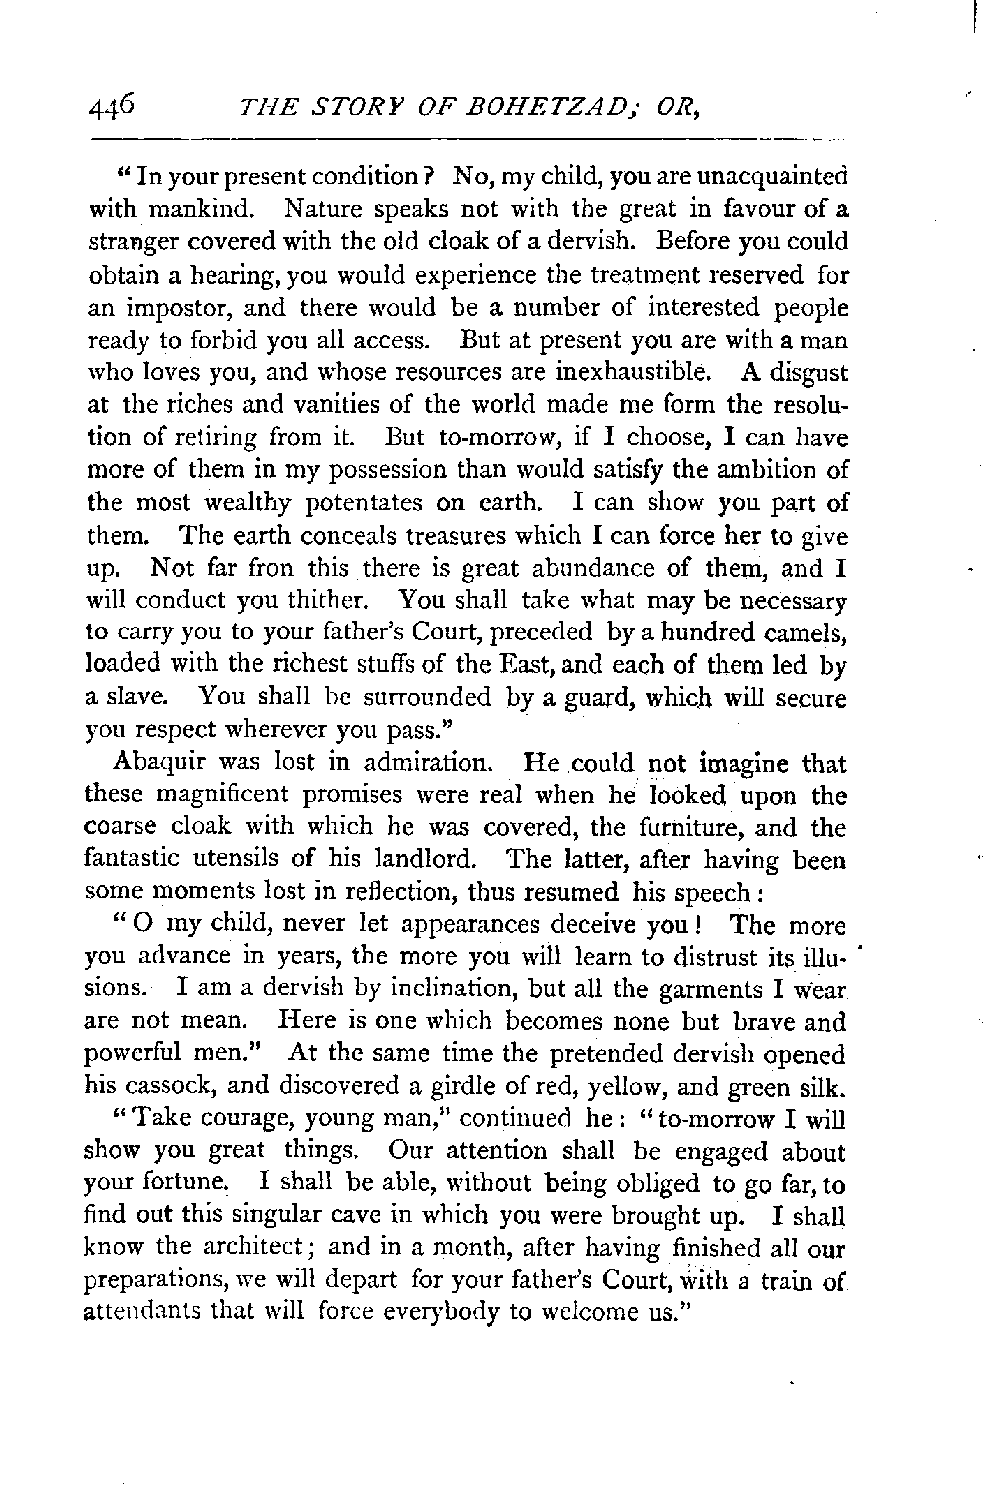 446 THE STORY OF BOHETZAD; OR,
“In your present condition? No, my child, you are unacquainted
with mankind. Nature speaks not with the great in favour of a
stranger covered with the old cloak of a dervish. Before you could
obtain a hearing, you would experience the treatment reserved for
an impostor, and there would be a number of interested people
ready to forbid you all access. But at present you are with a man
who loves you, and whose resources are inexhaustible. A disgust
at the riches and vanities of the world made me form the resolu-
tion of retiring from it. But to-morrow, if I choose, I can have
more of them in my possession than would satisfy the ambition of
the most wealthy potentates on earth. I can show you part of
them. The earth conceals treasures which I can force her to give
up. Not far fron this there is great abundance of them, and I
will conduct you thither. You shall take what may be necessary
to carry you to your father's Court, preceded by a hundred camels,
loaded with the richest stuffs of the East, and each of them led by
a slave. You shall be surrounded by a guard, which will secure
you respect wherever you pass.”
Abaquir was lost in admiration. He could not imagine that
these magnificent promises were real when he looked upon the
coarse cloak with which he was covered, the furniture, and the
fantastic utensils of his landlord. The latter, after having been
some moments lost in reflection, thus resumed his speech:
“O my child, never let appearances deceive you! The more
you advance in years, the more you will learn to distrust its illu-
sions. I am a dervish by inclination, but all the garments I wear
are not mean. Here is one which becomes none but brave and
powerful men.” At the same time the pretended dervish opened
his cassock, and discovered a girdle of red, yellow, and green silk.
“Take courage, young man,” continued he: “to-morrow I will
show you great things. Our attention shall be engaged about
your fortune. I shall be able, without being obliged to go far, to
find out this singular cave in which you were brought up. I shall
know the architect; and in a month, after having finished all our
preparations, we will depart for your father's Court, with a train of
attendants that will force everybody to welcome us.”